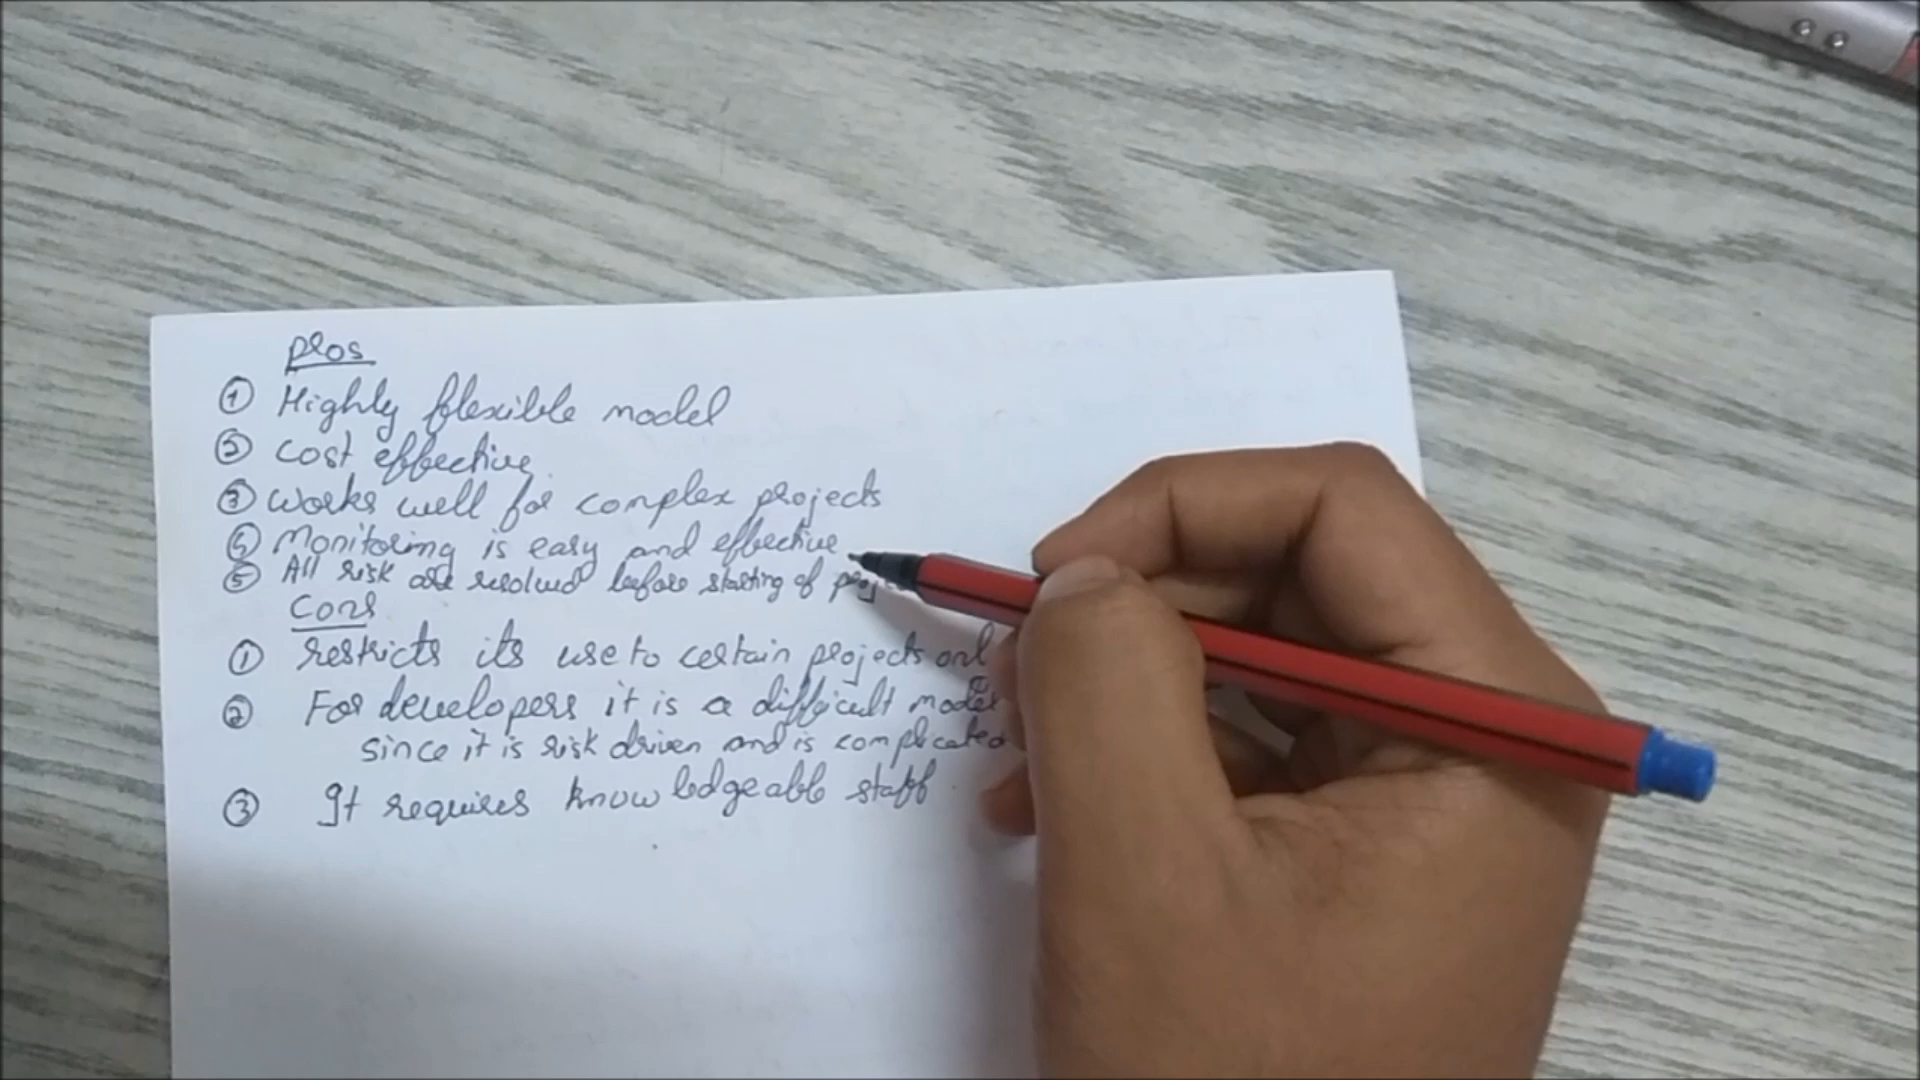 Pros
① Highly flexible model
② cost effective
③ works well for complex projects
④ Monitoring is easy and effective
⑤ All risk are resolved before starting of proj
Cons
① restricts its use to certain projects onl
② For developers it is a difficult model
since it is risk driven and is complicated
③ It requires knowledgeable staff.